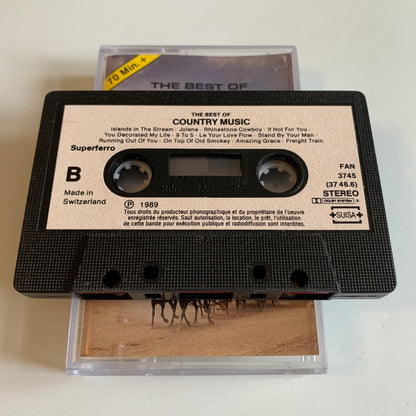 70 Min. +
THE BEST OF
THE BEST OF
COUNTRY MUSIC
Islands In The Stream · Jolene · Rhinestone Cowboy · If Not For You ·
You Decorated My Life · 9 To 5 · Le Your Love Flow · Stand By Your Man
Running Out Of You · On Top Of Old Smokey · Amazing Grace · Freight Train
Superferro
B
Made in
Switzerland
FAN
3745
(37 46.6)
STEREO
DOLBY SYSTEM
SUISA
Ⓟ 1989
Tous droits du producteur phonographique et du propriétaire de l'oeuvre
enregistrée réservés. Sauf autorisation, la location, le prêt, l'utilisation
de cette bande pour exécution publique et radiodiffusion sont interdites.